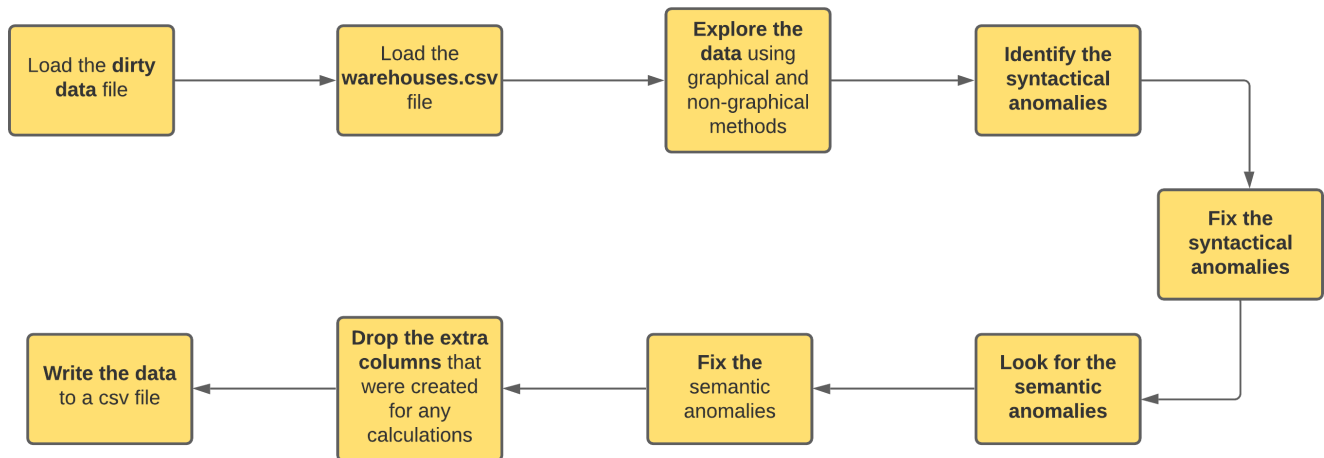 Load the dirty
data file
Load the
warehouses.csv
file
Explore the
data using
graphical and
non-graphical
methods
Identify the
syntactical
anomalies
Fix the
syntactical
anomalies
Look for the
semantic
anomalies
Fix the
semantic
anomalies
Drop the extra
columns that
were created
for any
calculations
Write the data
to a csv file